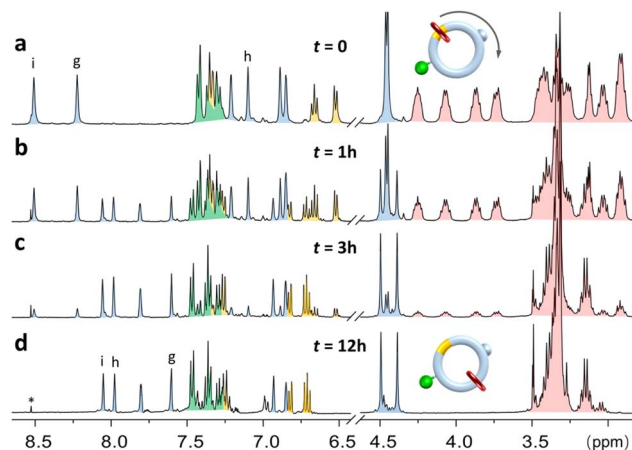 a
i
g
h
t = 0
b
t = 1h
c
t = 3h
d
i
h
g
t = 12h
*
8.5 8.0 7.5 7.0 6.5 4.5 4.0 3.5 (ppm)